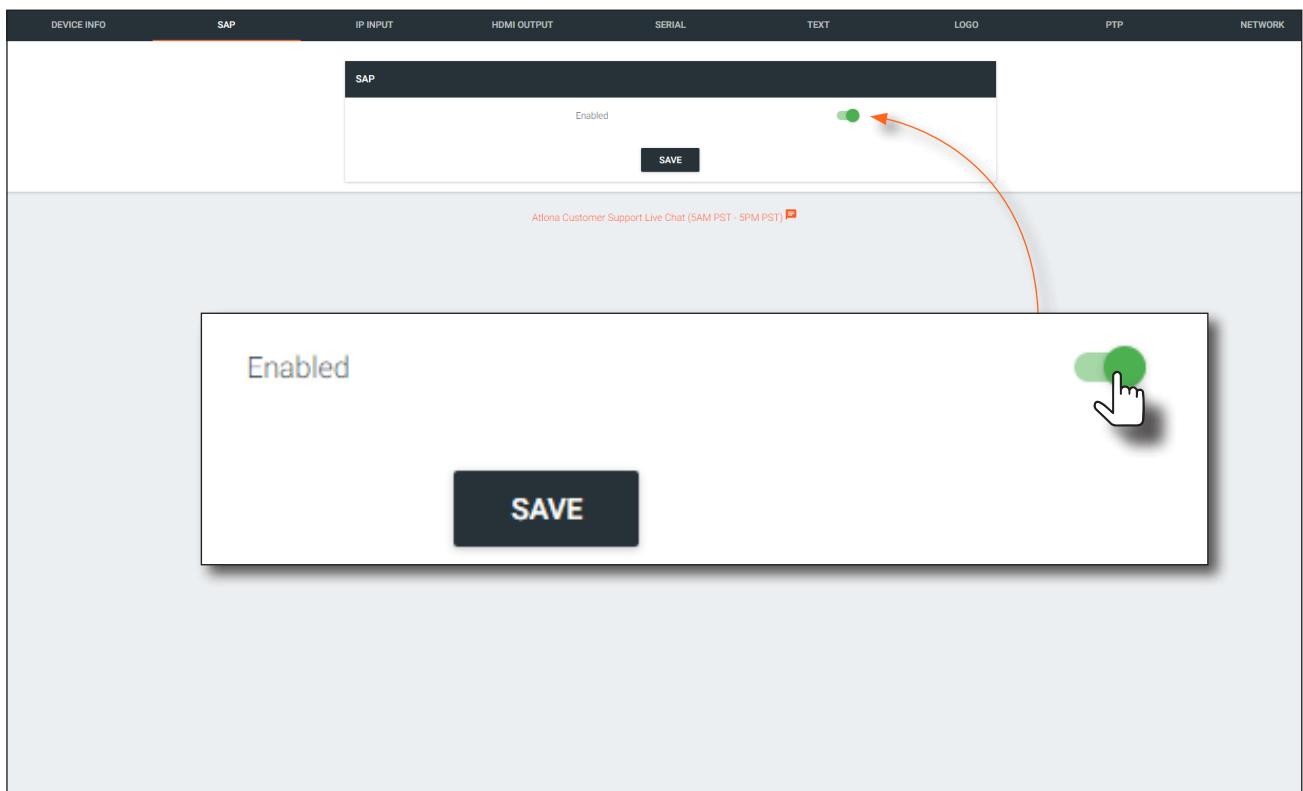 DEVICE INFO SAP IP INPUT HDMI OUTPUT SERIAL TEXT LOGO PTP NETWORK
SAP
Enabled
SAVE
Atlona Customer Support Live Chat (5AM PST - 5PM PST)
Enabled
SAVE